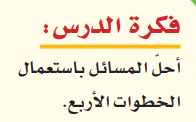 فكرة الدرس:
أحلّ المسائل باستعمال
الخطوات الأربع.